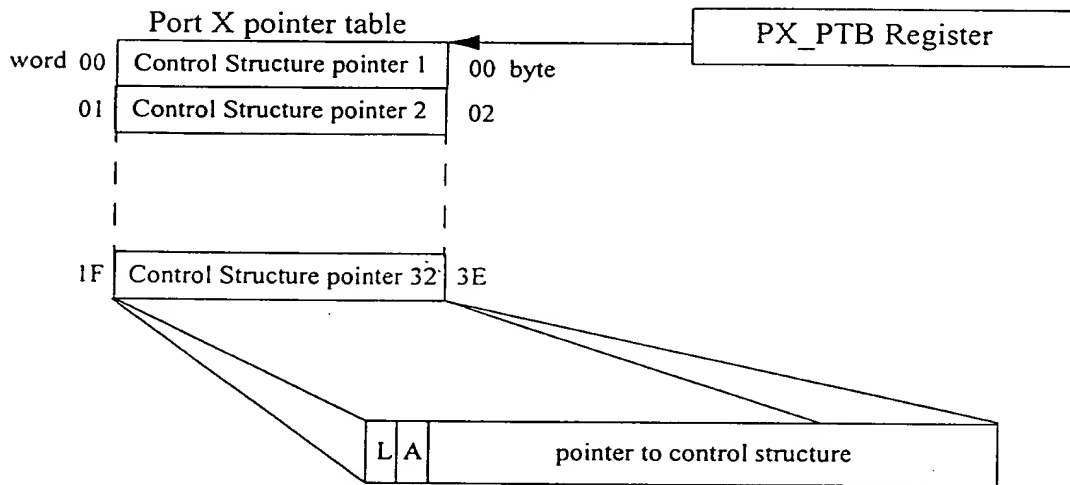 Port X pointer table
PX_PTB Register
word 00 Control Structure pointer 1 00 byte
01 Control Structure pointer 2 02
1F Control Structure pointer 32 3E
L A pointer to control structure